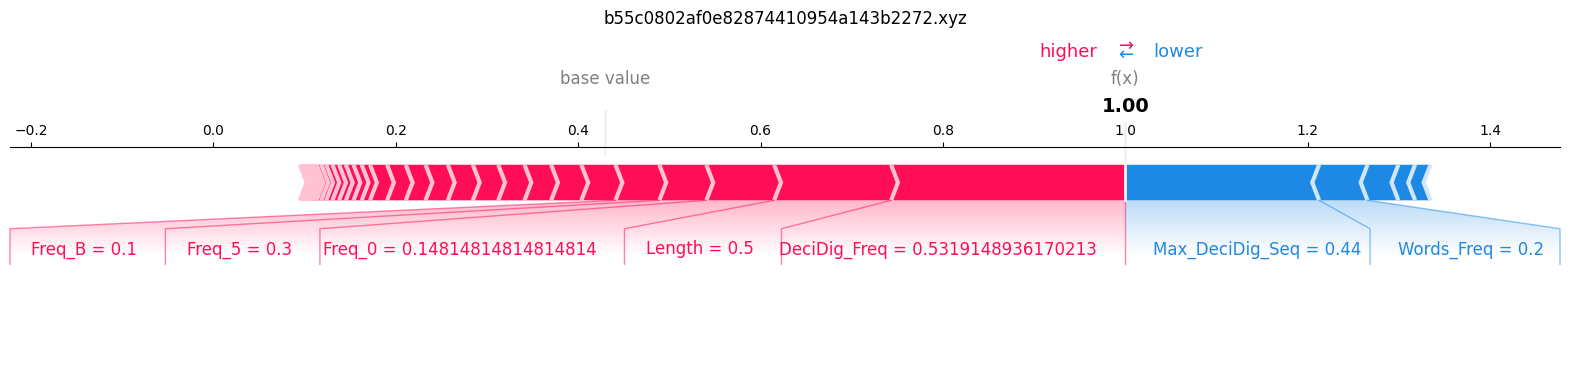 b55c0802af0e82874410954a143b2272.xyz
higher ⇄ lower
base value f(x)
1.00
−0.2 0.0 0.2 0.4 0.6 0.8 1.0 1.2 1.4
Freq_B = 0.1 Freq_5 = 0.3 Freq_0 = 0.14814814814814814 Length = 0.5 DeciDig_Freq = 0.5319148936170213 Max_DeciDig_Seq = 0.44 Words_Freq = 0.2